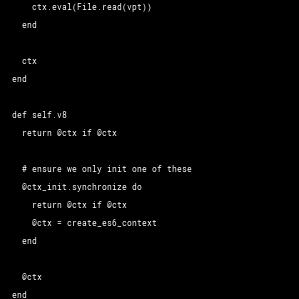 ctx.eval(File.read(vpt))
end
ctx
end
def self.v8
return @ctx if @ctx
# ensure we only init one of these
@ctx_init.synchronize do
return @ctx if @ctx
@ctx = create_es6_context
end
@ctx
end